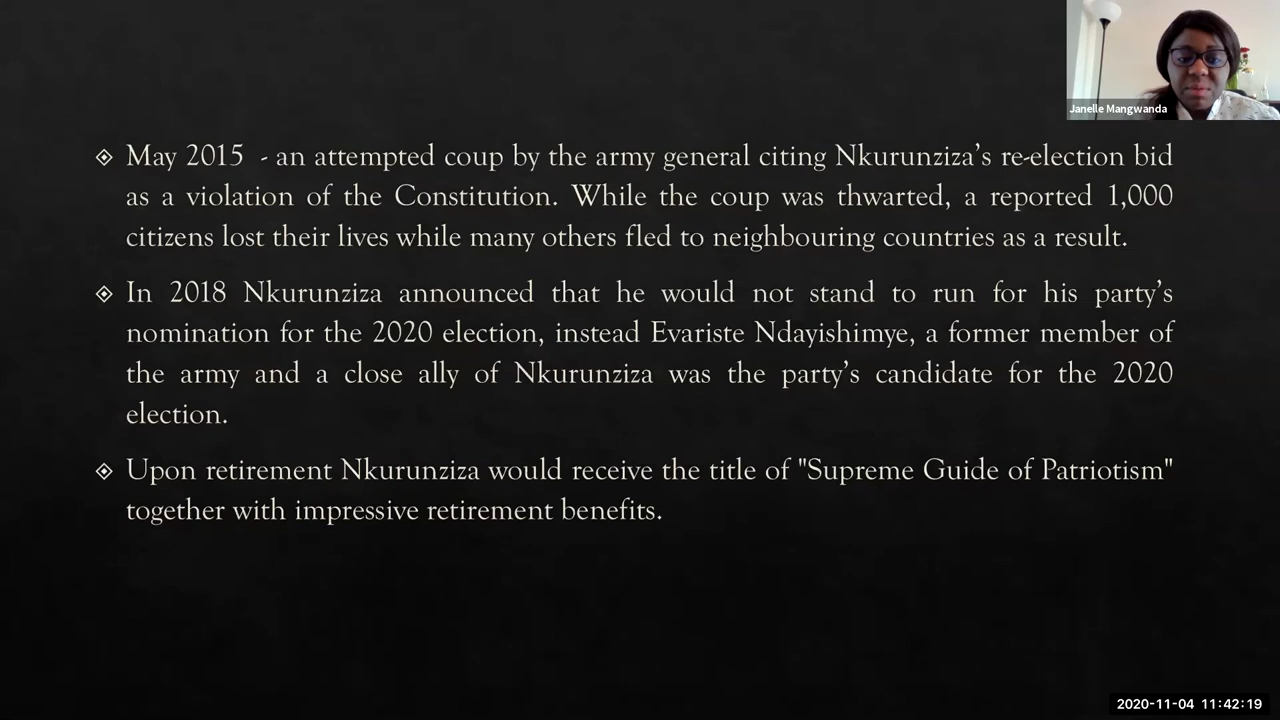 Janelle Mangwanda
May 2015  - an attempted coup by the army general citing Nkurunziza’s re-election bid
as a violation of the Constitution. While the coup was thwarted, a reported 1,000
citizens lost their lives while many others fled to neighbouring countries as a result.
In 2018 Nkurunziza announced that he would not stand to run for his party’s
nomination for the 2020 election, instead Evariste Ndayishimye, a former member of
the army and a close ally of Nkurunziza was the party’s candidate for the 2020
election.
Upon retirement Nkurunziza would receive the title of "Supreme Guide of Patriotism"
together with impressive retirement benefits.
2020-11-04 11:42:19